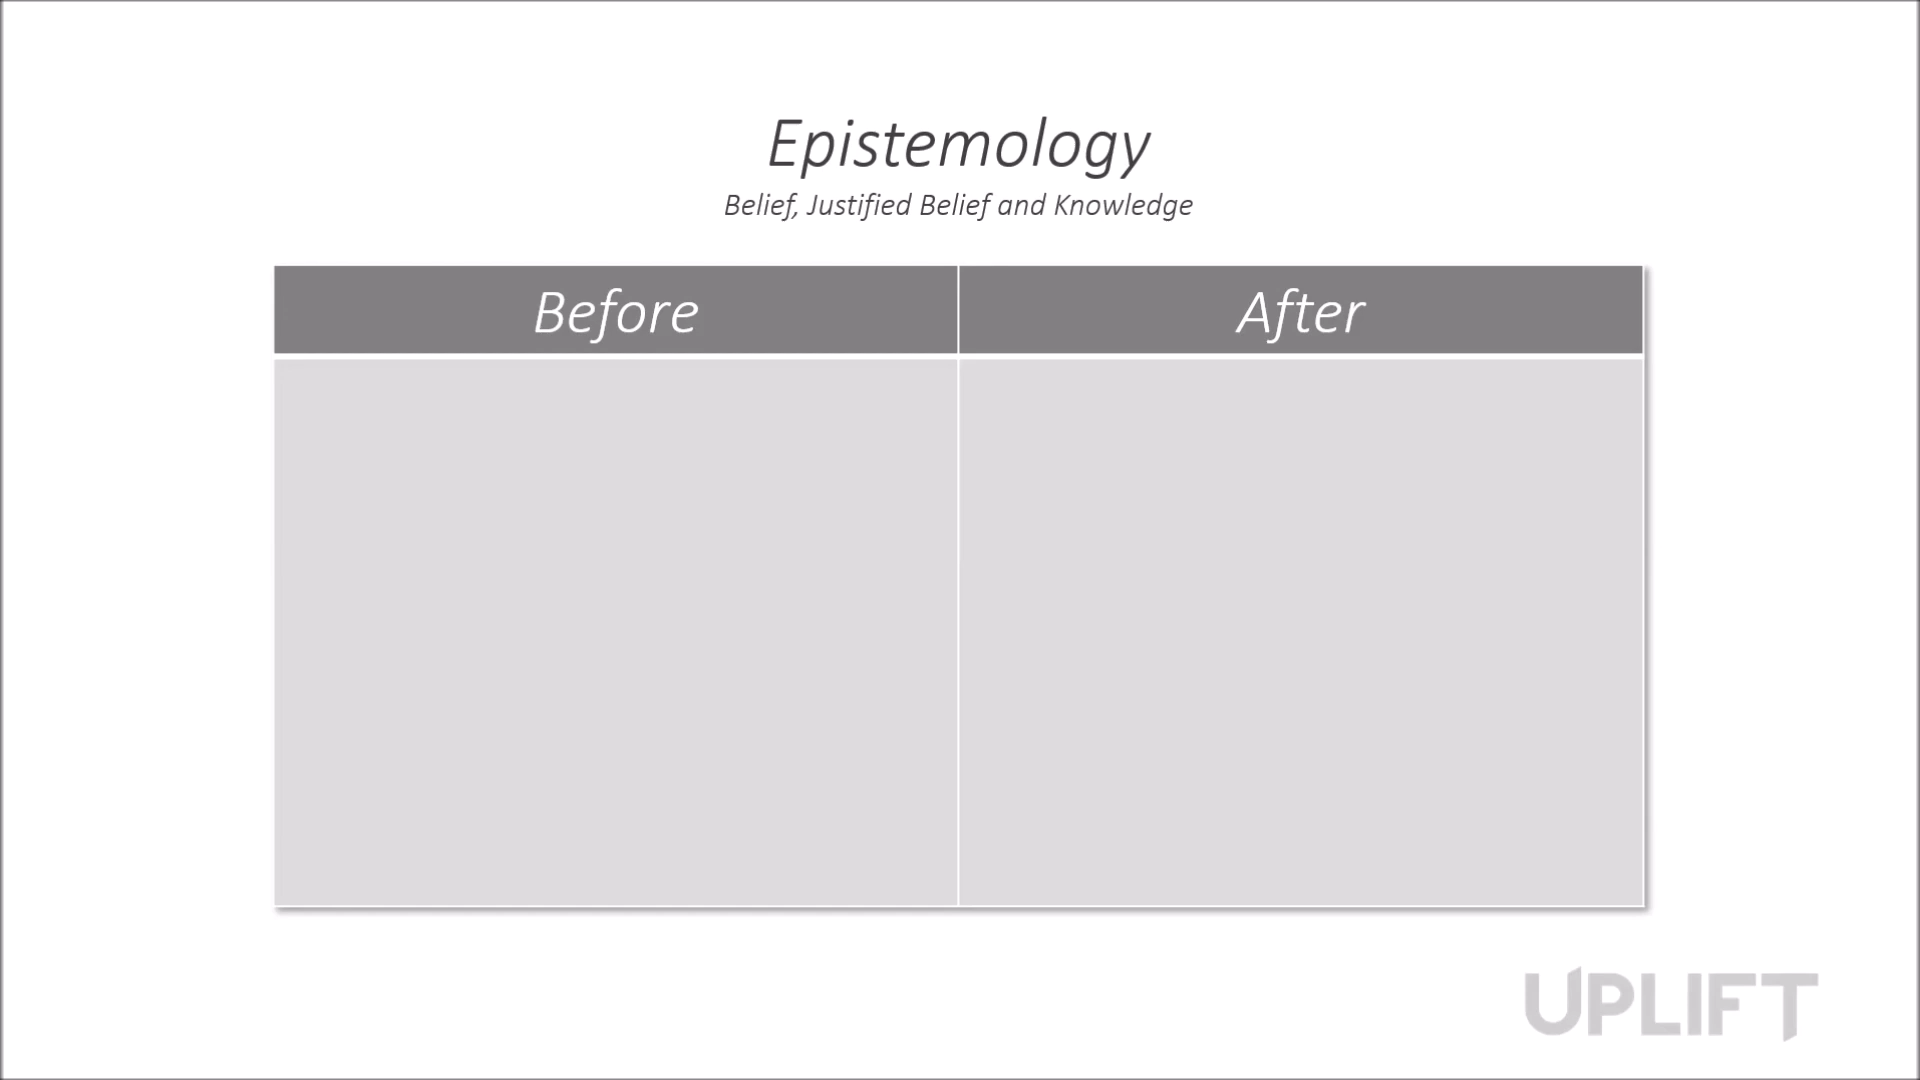 Epistemology
Belief, Justified Belief and Knowledge
Before
After
UPLIFT